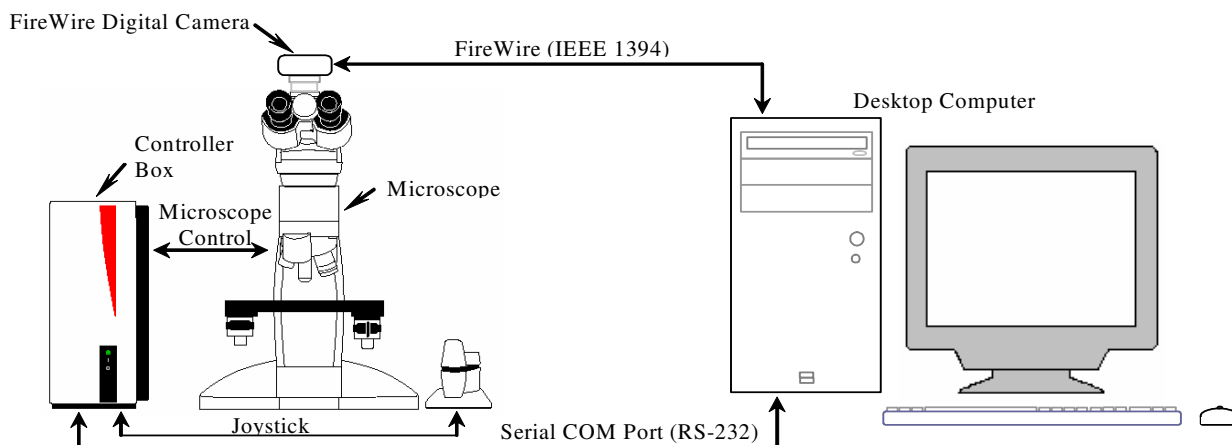 FireWire Digital Camera
FireWire (IEEE 1394)
Desktop Computer
Controller
Box
Microscope
Microscope
Control
Joystick
Serial COM Port (RS-232)